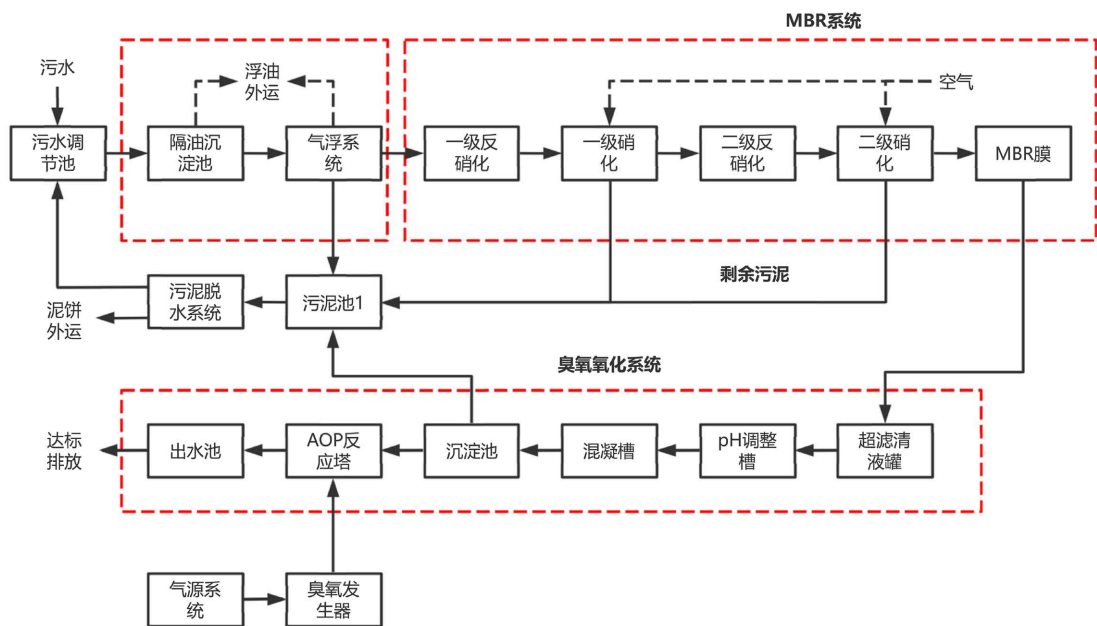 MBR系统
污水
浮油
外运
空气
污水调
节池
隔油沉
淀池
气浮系
统
一级反
硝化
一级硝
化
二级反
硝化
二级硝
化
MBR膜
剩余污泥
泥饼
外运
污泥脱
水系统
污泥池1
臭氧氧化系统
达标
排放
出水池
AOP反
应塔
沉淀池
混凝槽
pH调整
槽
超滤清
液罐
气源系
统
臭氧发
生器